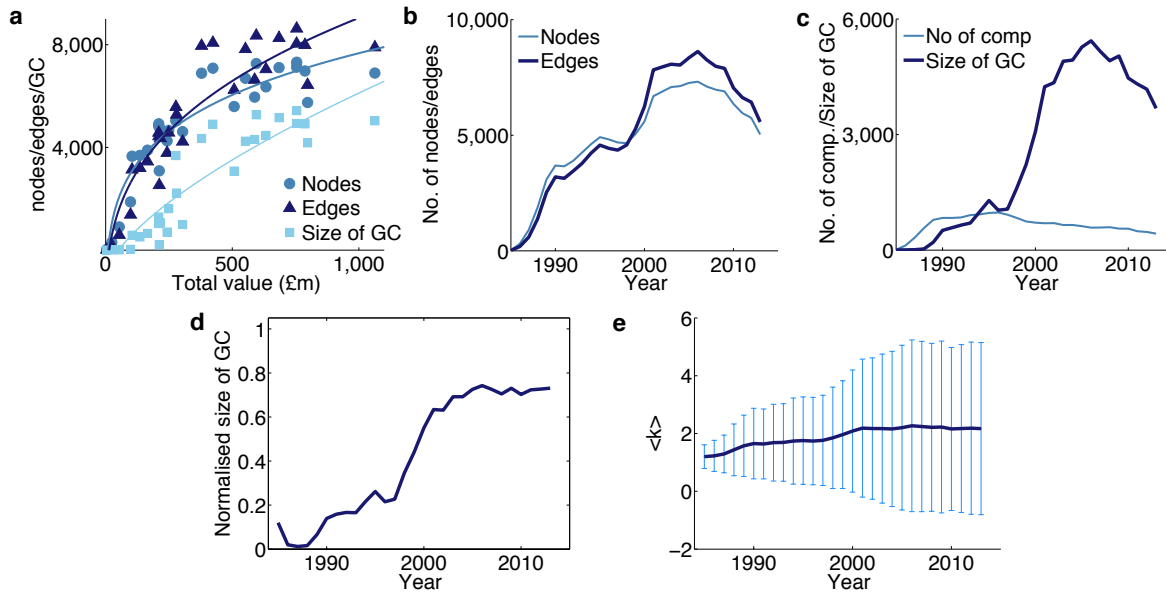 a
nodes/edges/GC
8,000
4,000
0
0
500
1,000
Total value (£m)
Nodes
Edges
Size of GC
b
No. of nodes/edges
10,000
5,000
0
1990
2000
2010
Year
Nodes
Edges
c
No of comp./Size of GC
6,000
3,000
0
1990
2000
2010
Year
No of comp
Size of GC
d
Normalised size of GC
1
0.8
0.6
0.4
0.2
0
1990
2000
2010
Year
e
<k>
6
4
2
0
−2
1990
2000
2010
Year